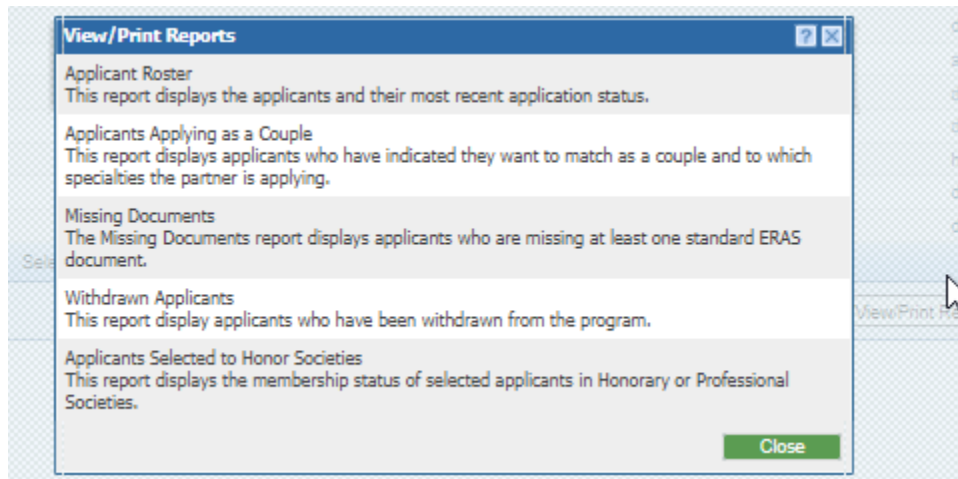 View/Print Reports
Applicant Roster
This report displays the applicants and their most recent application status.
Applicants Applying as a Couple
This report displays applicants who have indicated they want to match as a couple and to which
specialties the partner is applying.
Missing Documents
The Missing Documents report displays applicants who are missing at least one standard ERAS
document.
Withdrawn Applicants
This report display applicants who have been withdrawn from the program.
Applicants Selected to Honor Societies
This report displays the membership status of selected applicants in Honorary or Professional
Societies.
Close
View/Print Re